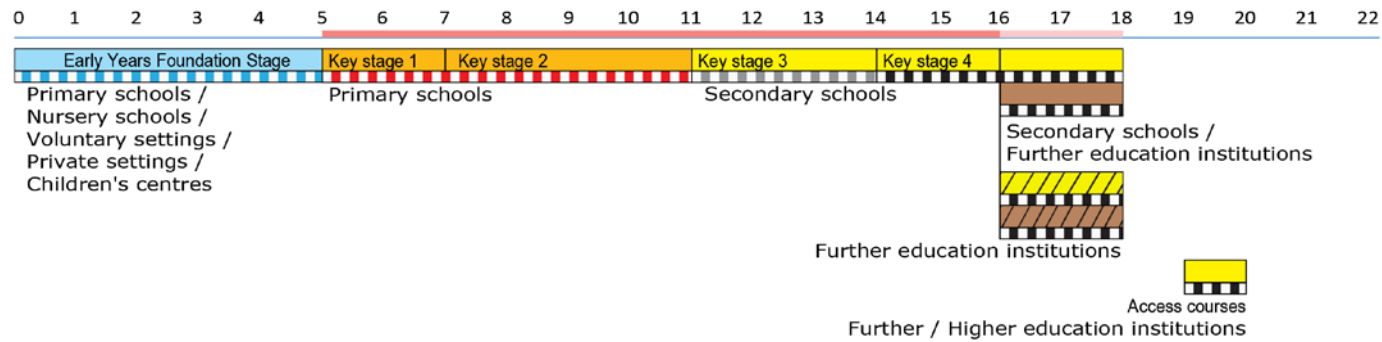 0 1 2 3 4 5 6 7 8 9 10 11 12 13 14 15 16 17 18 19 20 21 22
Early Years Foundation Stage Key stage 1 Key stage 2 Key stage 3 Key stage 4
Primary schools / Primary schools Secondary schools
Nursery schools /
Voluntary settings /
Private settings /
Children's centres
Secondary schools /
Further education institutions
Further education institutions
Access courses
Further / Higher education institutions